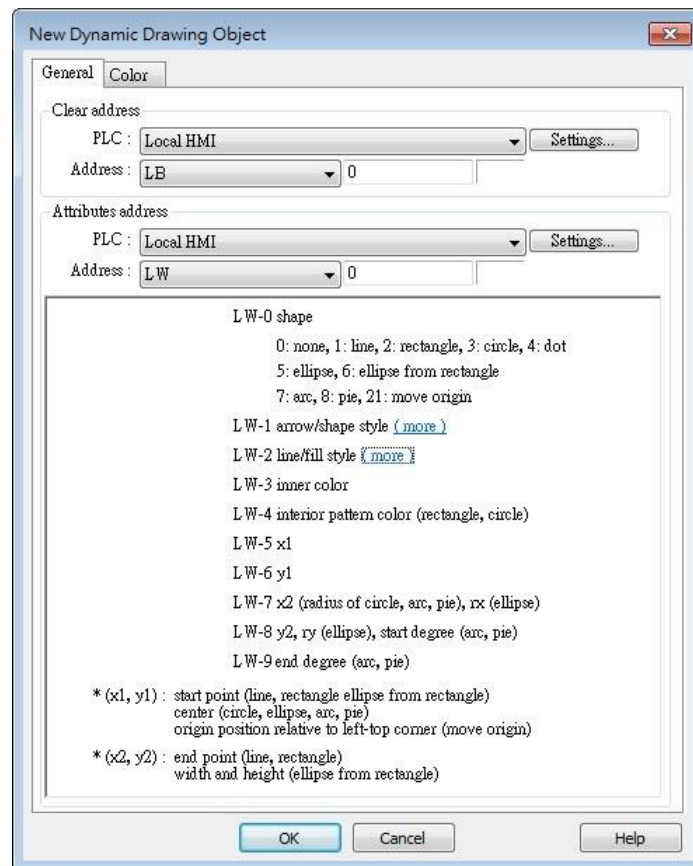 New Dynamic Drawing Object
General Color
Clear address
PLC : Local HMI Settings...
Address : LB 0
Attributes address
PLC : Local HMI Settings...
Address : LW 0
LW-0 shape
0: none, 1: line, 2: rectangle, 3: circle, 4: dot
5: ellipse, 6: ellipse from rectangle
7: arc, 8: pie, 21: move origin
LW-1 arrow/shape style ( more )
LW-2 line/fill style ( more )
LW-3 inner color
LW-4 interior pattern color (rectangle, circle)
LW-5 x1
LW-6 y1
LW-7 x2 (radius of circle, arc, pie), rx (ellipse)
LW-8 y2, ry (ellipse), start degree (arc, pie)
LW-9 end degree (arc, pie)
* (x1, y1) : start point (line, rectangle ellipse from rectangle)
center (circle, ellipse, arc, pie)
origin position relative to left-top corner (move origin)
* (x2, y2) : end point (line, rectangle)
width and height (ellipse from rectangle)
OK Cancel Help